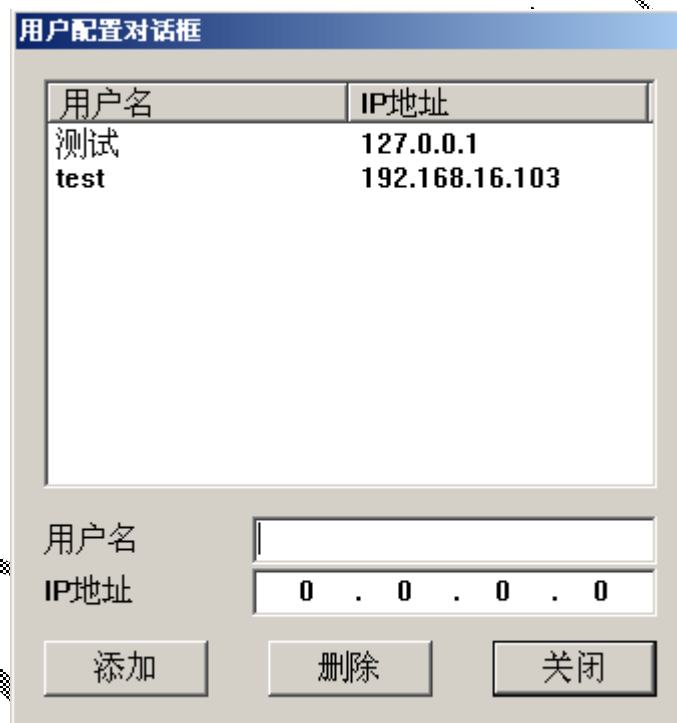 用户配置对话框
用户名 IP地址
测试 127.0.0.1
test 192.168.16.103
用户名
IP地址 0 . 0 . 0 . 0
添加 删除 关闭